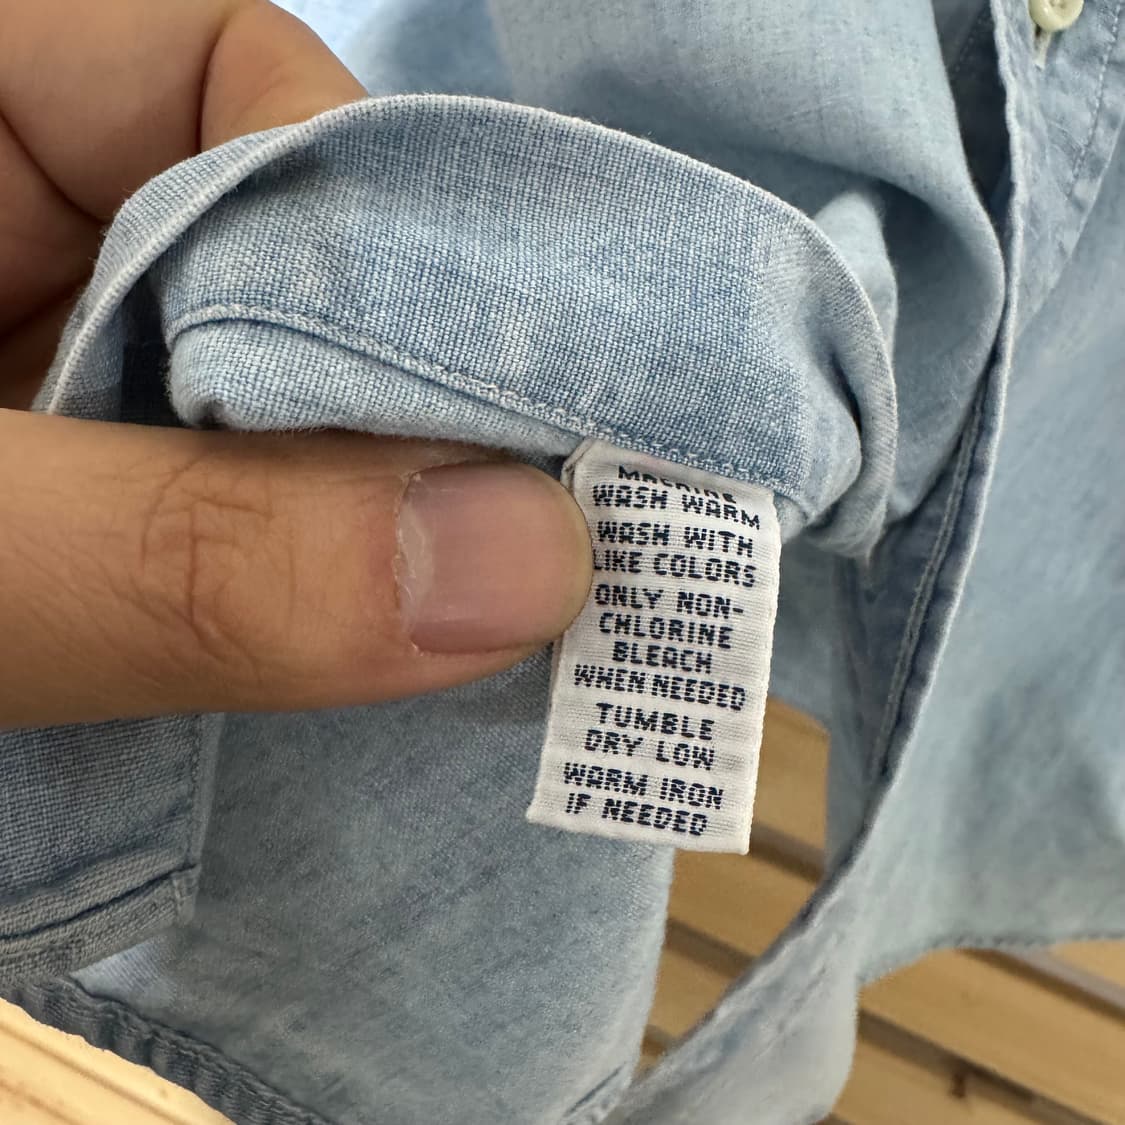 MACHINE
WASH WARM
WASH WITH
LIKE COLORS
ONLY NON-
CHLORINE
BLEACH
WHEN NEEDED
TUMBLE
DRY LOW
WARM IRON
IF NEEDED